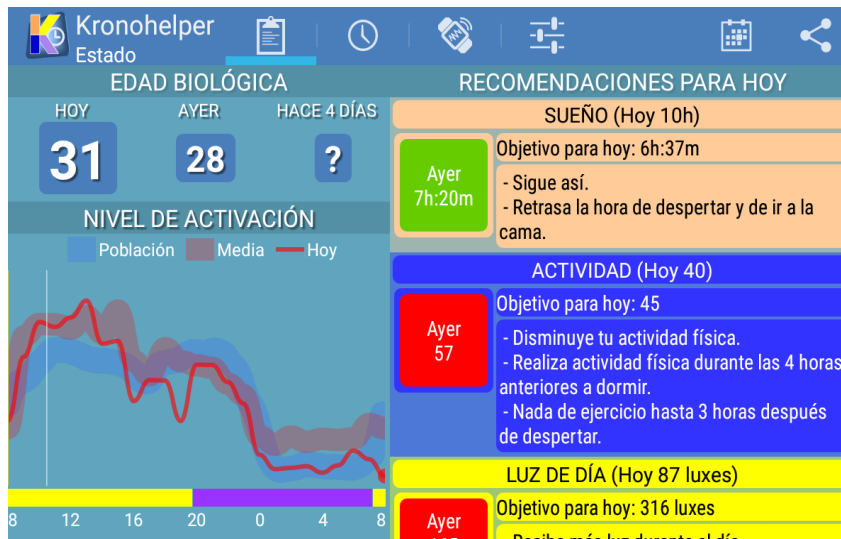 Kronohelper
Estado
EDAD BIOLÓGICA
HOY
AYER
HACE 4 DÍAS
31
28
?
NIVEL DE ACTIVACIÓN
Población
Media
Hoy
8 12 16 20 0 4 8
RECOMENDACIONES PARA HOY
SUEÑO (Hoy 10h)
Ayer
7h:20m
Objetivo para hoy: 6h:37m
- Sigue así.
- Retrasa la hora de despertar y de ir a la
cama.
ACTIVIDAD (Hoy 40)
Ayer
57
Objetivo para hoy: 45
- Disminuye tu actividad física.
- Realiza actividad física durante las 4 horas
anteriores a dormir.
- Nada de ejercicio hasta 3 horas después
de despertar.
LUZ DE DÍA (Hoy 87 luxes)
Ayer
Objetivo para hoy: 316 luxes